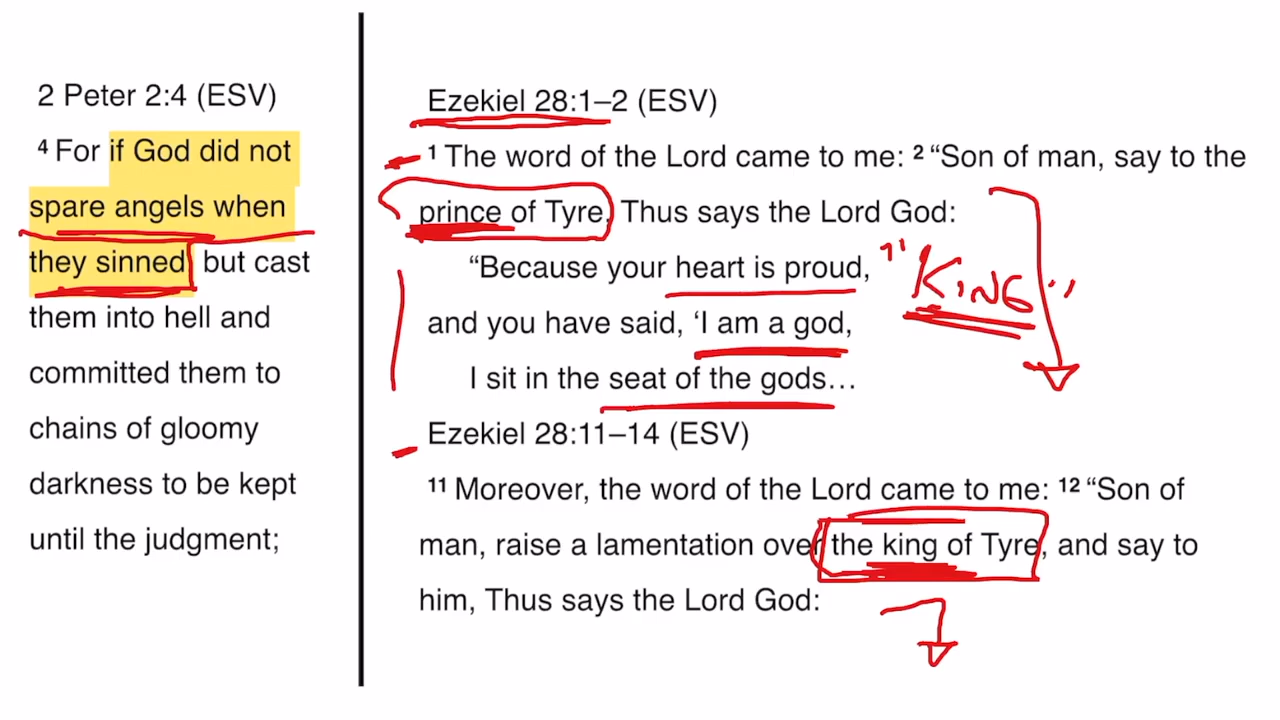 2 Peter 2:4 (ESV)
4 For if God did not
spare angels when
they sinned, but cast
them into hell and
committed them to
chains of gloomy
darkness to be kept
until the judgment;
Ezekiel 28:1–2 (ESV)
1 The word of the Lord came to me: 2 “Son of man, say to the
prince of Tyre, Thus says the Lord God:
“Because your heart is proud,
and you have said, ‘I am a god,
I sit in the seat of the gods…
"KING"
Ezekiel 28:11–14 (ESV)
11 Moreover, the word of the Lord came to me: 12 “Son of
man, raise a lamentation over the king of Tyre, and say to
him, Thus says the Lord God: